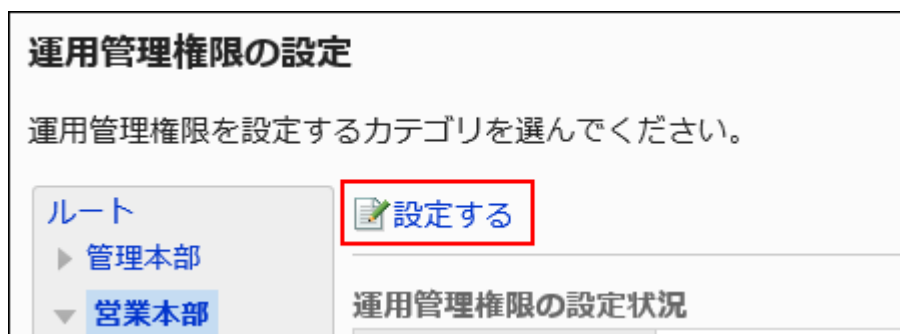 運用管理権限の設定
運用管理権限を設定するカテゴリを選んでください。
ルート
管理本部
営業本部
設定する
運用管理権限の設定状況